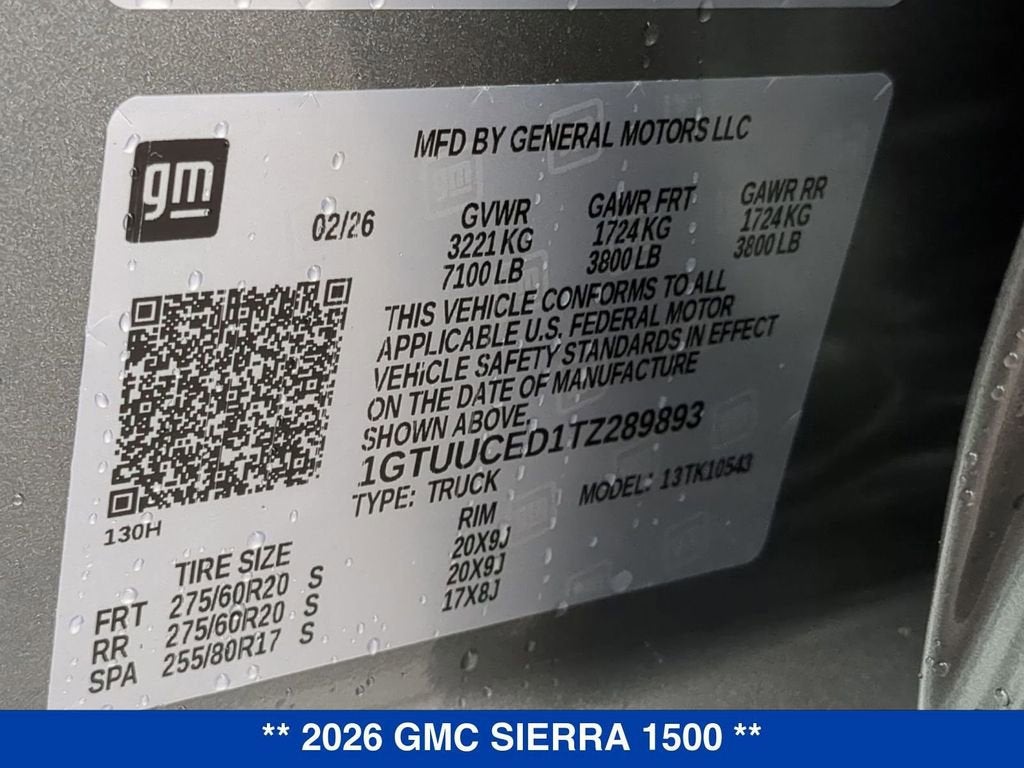 MFD BY GENERAL MOTORS LLC
gm
02/26
GVWR
3221 KG
7100 LB
GAWR FRT
1724 KG
3800 LB
GAWR RR
1724 KG
3800 LB
THIS VEHICLE CONFORMS TO ALL
APPLICABLE U.S. FEDERAL MOTOR
VEHICLE SAFETY STANDARDS IN EFFECT
ON THE DATE OF MANUFACTURE
SHOWN ABOVE.
1GTUUCED1TZ289893
TYPE: TRUCK
MODEL: 13TK10543
130H
TIRE SIZE RIM
FRT 275/60R20 S 20X9J
RR 275/60R20 S 20X9J
SPA 255/80R17 S 17X8J
** 2026 GMC SIERRA 1500 **